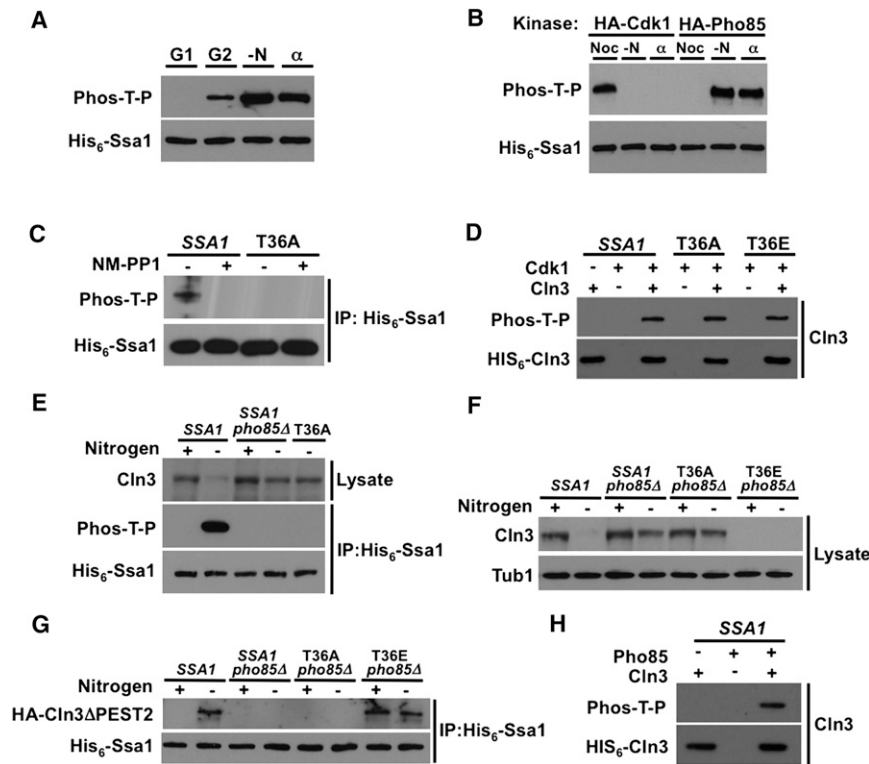 A
G1 G2 -N α
Phos-T-P
His6-Ssa1
B
Kinase: HA-Cdk1 HA-Pho85
Noc -N α Noc -N α
Phos-T-P
His6-Ssa1
C
SSA1 T36A
NM-PP1 - + - +
Phos-T-P
His6-Ssa1
IP: His6-Ssa1
D
SSA1 T36A T36E
Cdk1 - + + + + + +
Cln3 + - + - + - +
Phos-T-P
HIS6-Cln3
Cln3
E
SSA1 SSA1 pho85Δ T36A
Nitrogen + - + - -
Cln3
Lysate
Phos-T-P
His6-Ssa1
IP:His6-Ssa1
F
SSA1 SSA1 pho85Δ T36A pho85Δ T36E pho85Δ
Nitrogen + - + - + - + -
Cln3
Tub1
Lysate
G
SSA1 SSA1 pho85Δ T36A pho85Δ T36E pho85Δ
Nitrogen + - + - + - + -
HA-Cln3ΔPEST2
His6-Ssa1
IP:His6-Ssa1
H
SSA1
Pho85 - + +
Cln3 + - +
Phos-T-P
HIS6-Cln3
Cln3